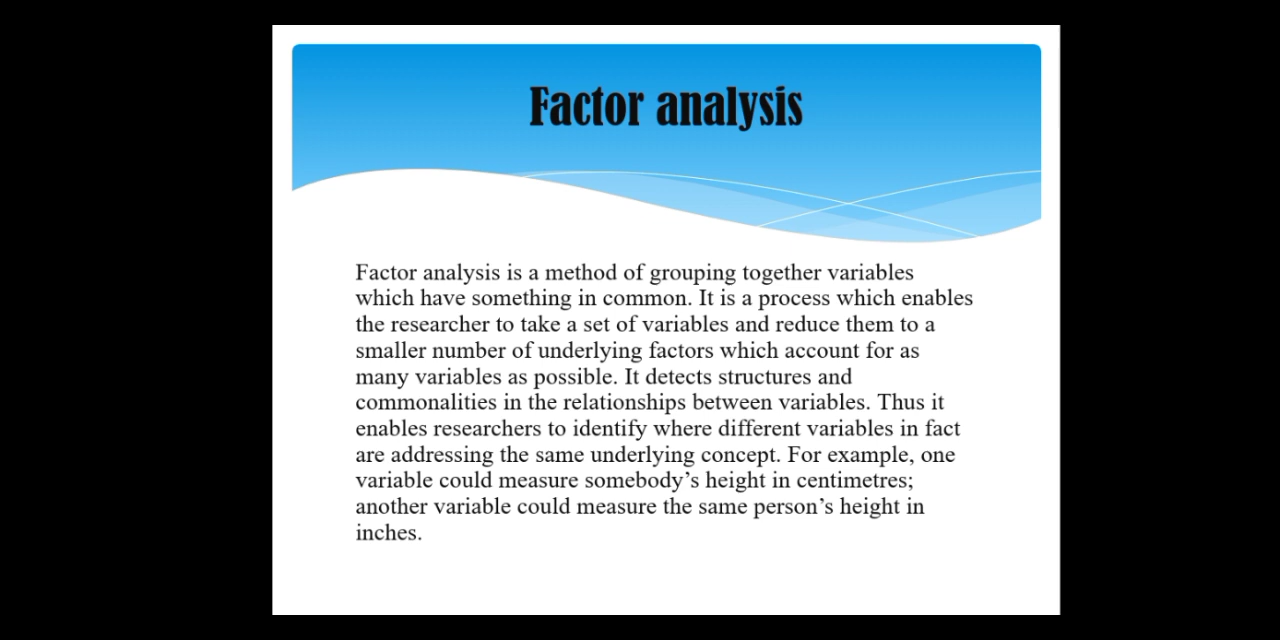 Factor analysis
Factor analysis is a method of grouping together variables
which have something in common. It is a process which enables
the researcher to take a set of variables and reduce them to a
smaller number of underlying factors which account for as
many variables as possible. It detects structures and
commonalities in the relationships between variables. Thus it
enables researchers to identify where different variables in fact
are addressing the same underlying concept. For example, one
variable could measure somebody’s height in centimetres;
another variable could measure the same person’s height in
inches.